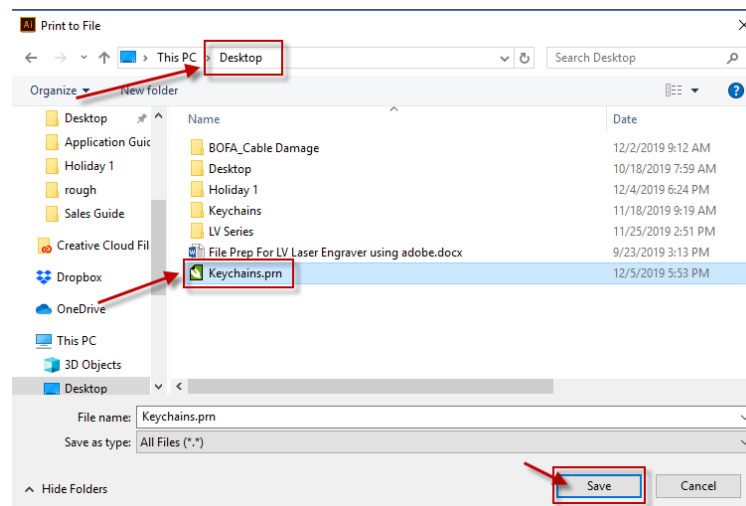 Ai Print to File
This PC > Desktop
Search Desktop
Organize New folder
Name Date
Desktop
Application Guic
Holiday 1
rough
Sales Guide
Creative Cloud Fil
Dropbox
OneDrive
This PC
3D Objects
Desktop
BOFA_Cable Damage 12/2/2019 9:12 AM
Desktop 10/18/2019 7:59 AM
Holiday 1 12/4/2019 6:24 PM
Keychains 11/18/2019 9:19 AM
LV Series 11/25/2019 2:51 PM
File Prep For LV Laser Engraver using adobe.docx 9/23/2019 3:13 PM
Keychains.prn 12/5/2019 5:53 PM
File name: Keychains.prn
Save as type: All Files (*.*)
Hide Folders Save Cancel